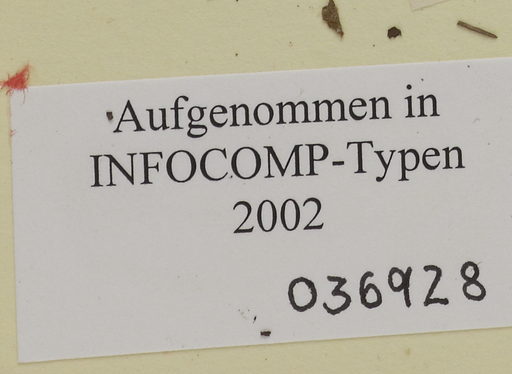 Aufgenommen in
INFOCOMP-Typen
2002
036928